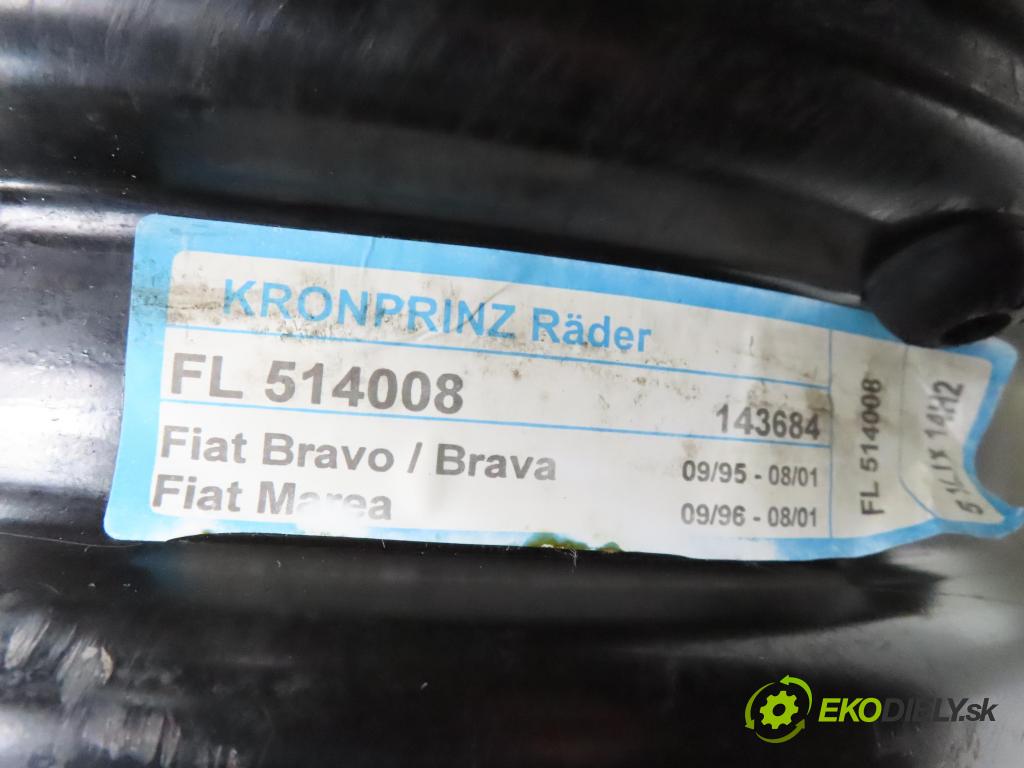 KRONPRINZ Räder
FL 514008
143684
Fiat Bravo / Brava 09/95 - 08/01
Fiat Marea 09/96 - 08/01
FL 514008
14H2
EKODIELY.sk